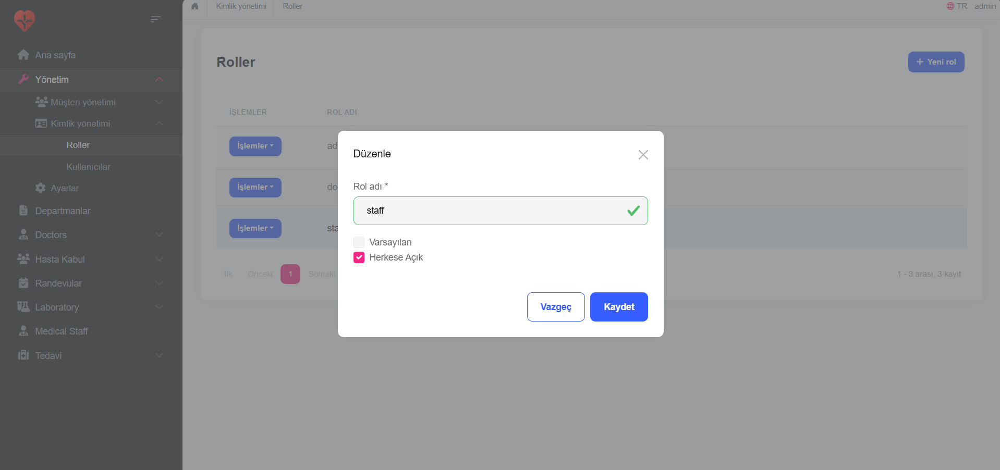 Kimlik yönetimi
Roller
TR
admin
Ana sayfa
Yönetim
Müşteri yönetimi
Kimlik yönetimi
Roller
Kullanıcılar
Ayarlar
Departmanlar
Doctors
Hasta Kabul
Randevular
Laboratory
Medical Staff
Tedavi
Roller
Yeni rol
İŞLEMLER ROL ADI
İşlemler ad
İşlemler do
İşlemler sta
İlk Önceki 1 Sonraki
1 - 3 arası, 3 kayıt
Düzenle
Rol adı *
staff
Varsayılan
Herkese Açık
Vazgeç Kaydet